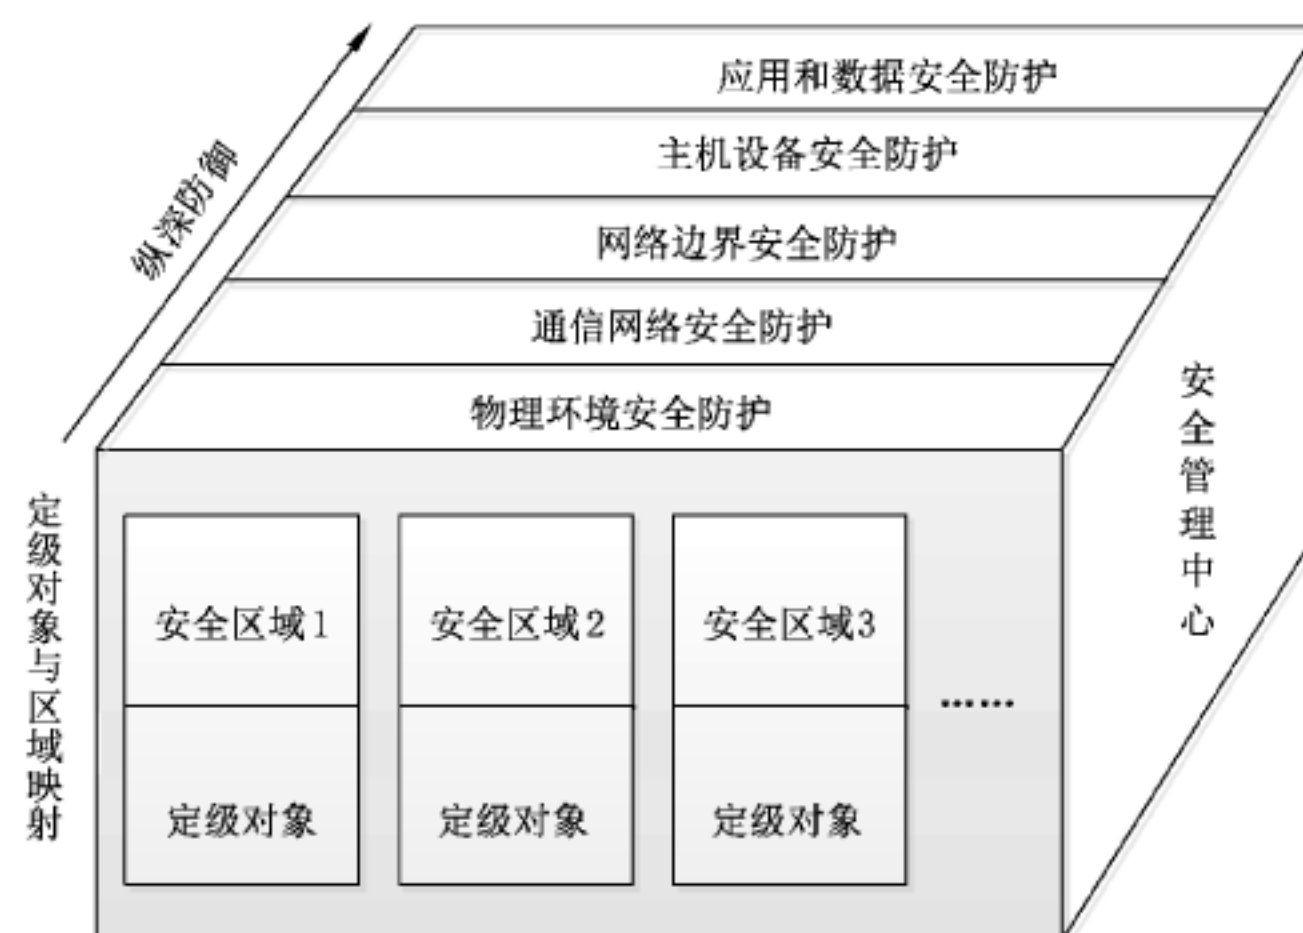 应用和数据安全防护
主机设备安全防护
网络边界安全防护
通信网络安全防护
物理环境安全防护
纵深防御
安全管理中心
定级对象与区域映射
安全区域1
安全区域2
安全区域3
……
定级对象
定级对象
定级对象